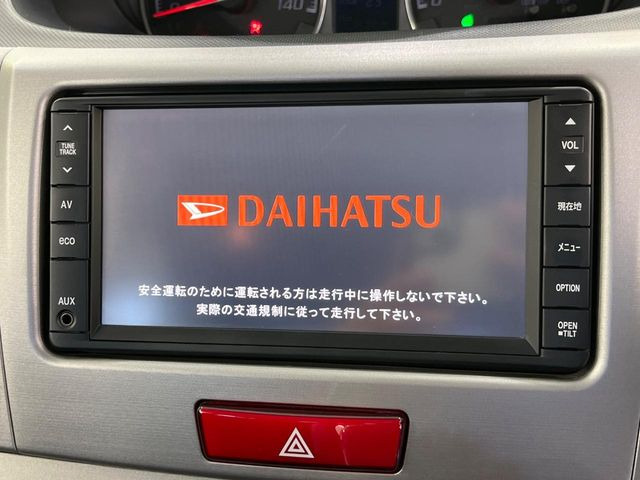 140
TUNE
TRACK
AV
eco
AUX
DAIHATSU
安全運転のために運転される方は走行中に操作しないで下さい。
実際の交通規制に従って走行して下さい。
VOL
現在地
メニュー
OPTION
OPEN
■TILT